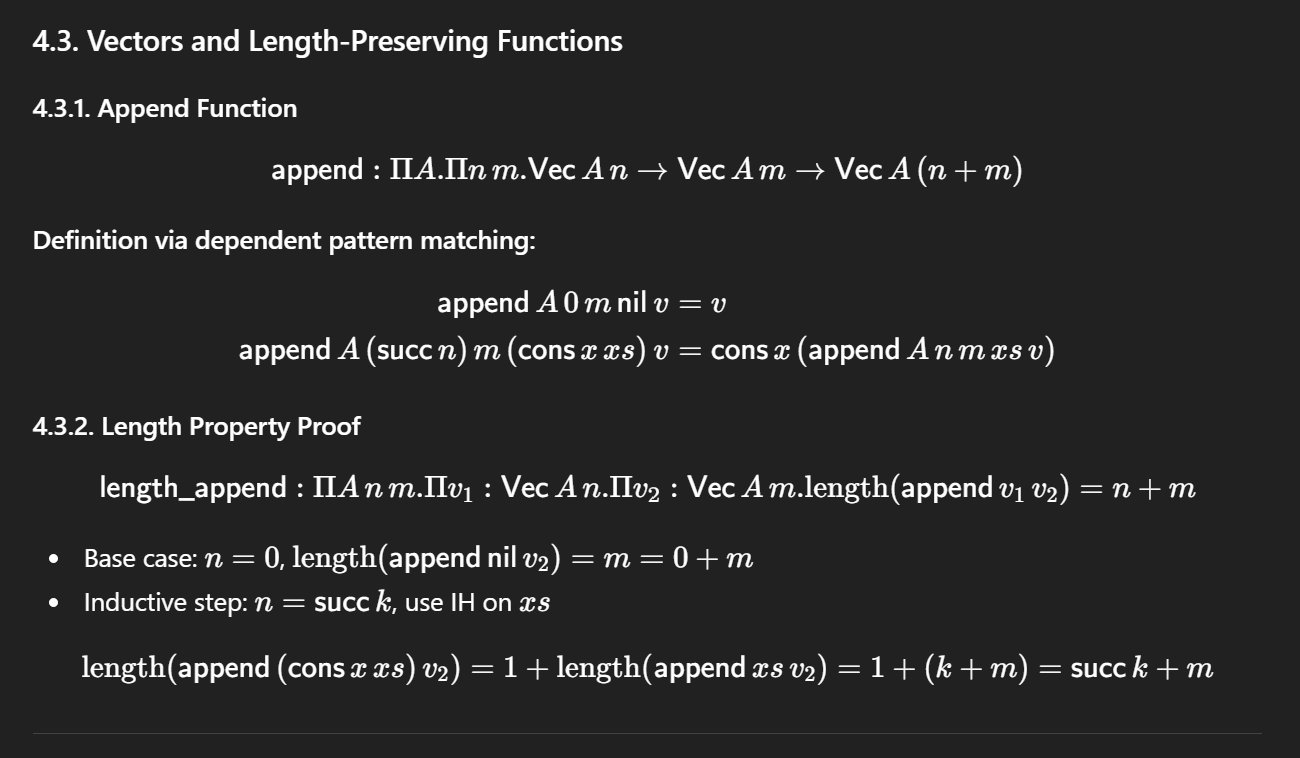 4.3. Vectors and Length-Preserving Functions
4.3.1. Append Function
append : ΠA.Πn m.Vec A n → Vec A m → Vec A (n + m)
Definition via dependent pattern matching:
append A 0 m nil v = v
append A (succ n) m (cons x xs) v = cons x (append A n m xs v)
4.3.2. Length Property Proof
length_append : ΠA n m.Πv₁ : Vec A n.Πv₂ : Vec A m.length(append v₁ v₂) = n + m
• Base case: n = 0, length(append nil v₂) = m = 0 + m
• Inductive step: n = succ k, use IH on xs
length(append (cons x xs) v₂) = 1 + length(append xs v₂) = 1 + (k + m) = succ k + m